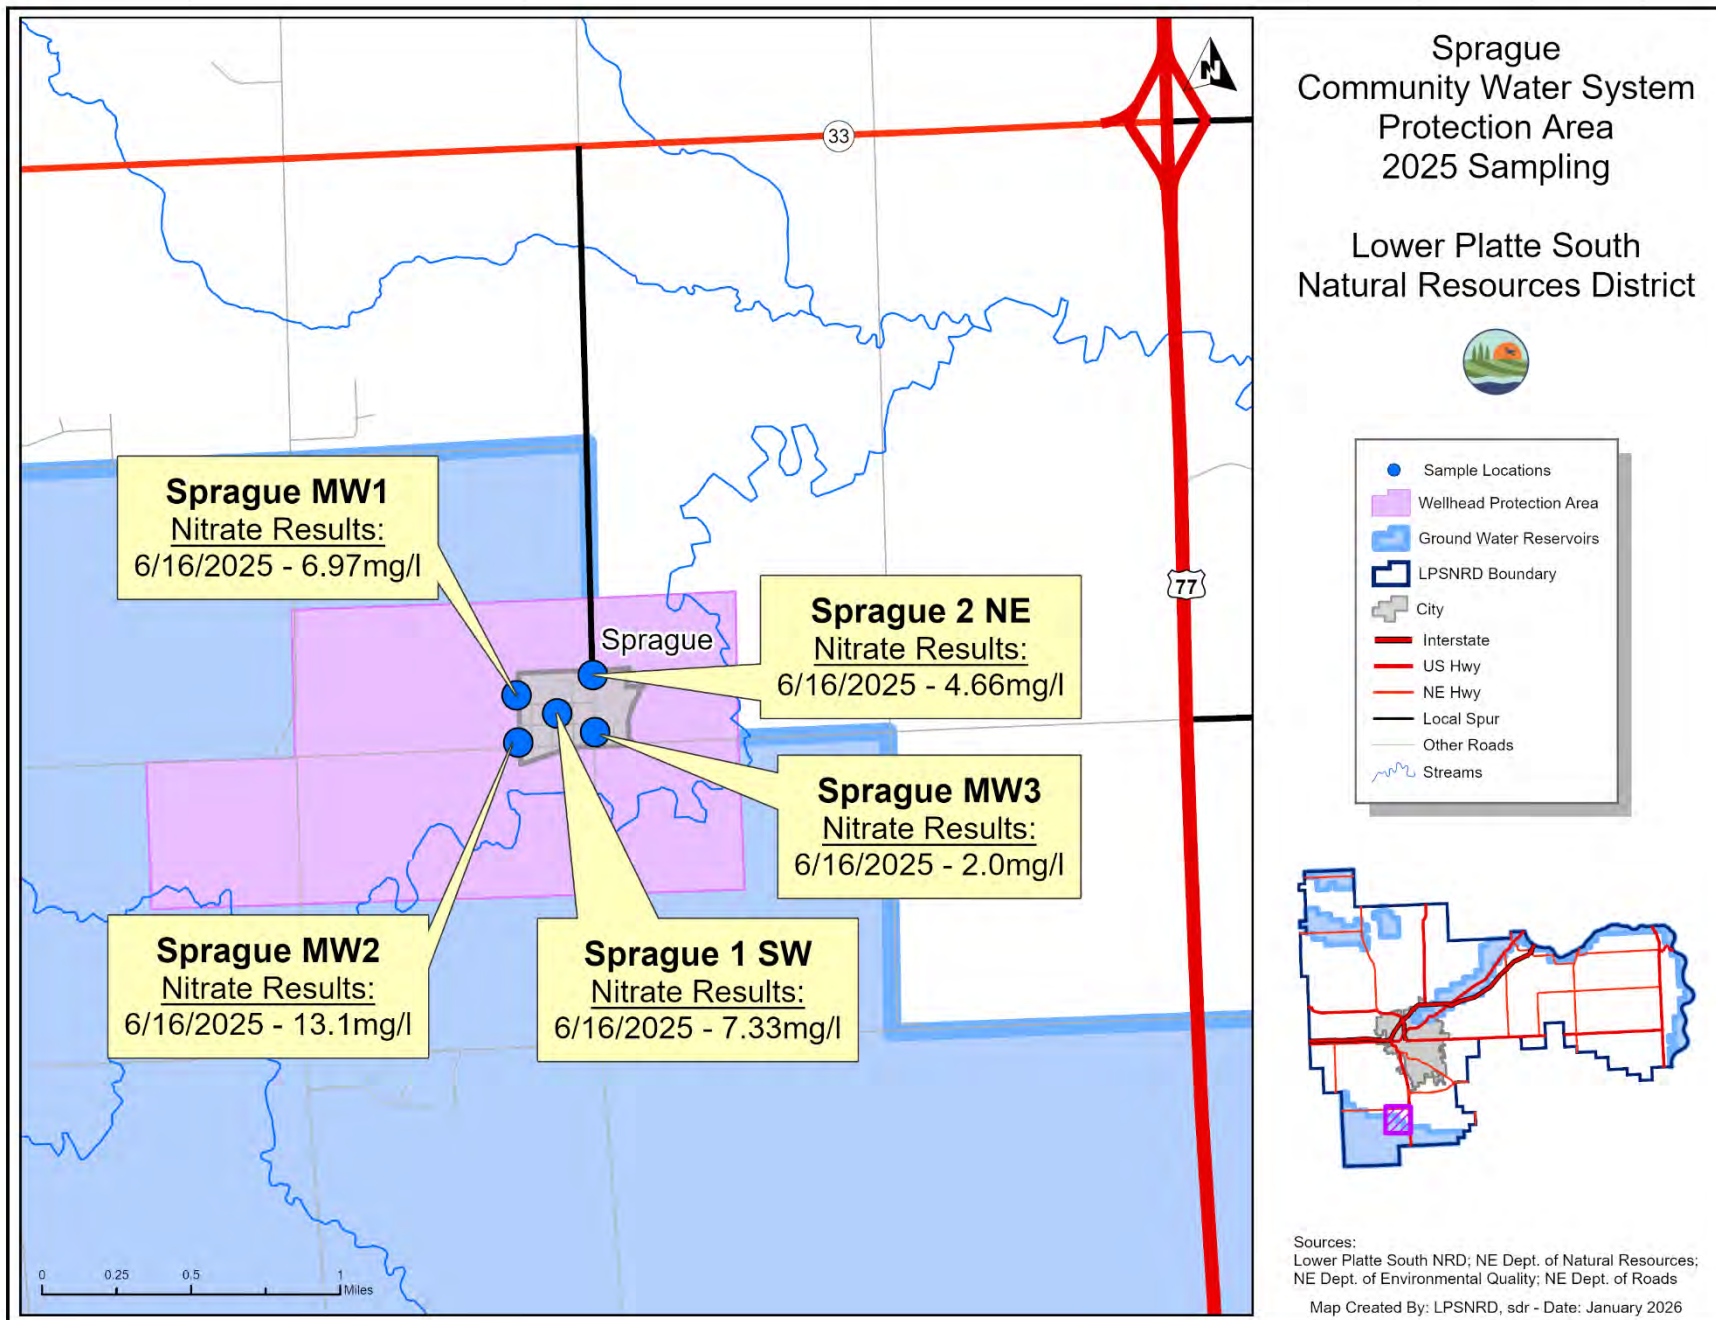 Sprague
Community Water System
Protection Area
2025 Sampling
Lower Platte South
Natural Resources District
N
33
77
Sprague MW1
Nitrate Results:
6/16/2025 - 6.97mg/l
Sprague 2 NE
Nitrate Results:
6/16/2025 - 4.66mg/l
Sprague
Sprague MW3
Nitrate Results:
6/16/2025 - 2.0mg/l
Sprague MW2
Nitrate Results:
6/16/2025 - 13.1mg/l
Sprague 1 SW
Nitrate Results:
6/16/2025 - 7.33mg/l
0 0.25 0.5 1
Miles
Sample Locations
Wellhead Protection Area
Ground Water Reservoirs
LPSNRD Boundary
City
Interstate
US Hwy
NE Hwy
Local Spur
Other Roads
Streams
Sources:
Lower Platte South NRD; NE Dept. of Natural Resources;
NE Dept. of Environmental Quality; NE Dept. of Roads
Map Created By: LPSNRD, sdr - Date: January 2026